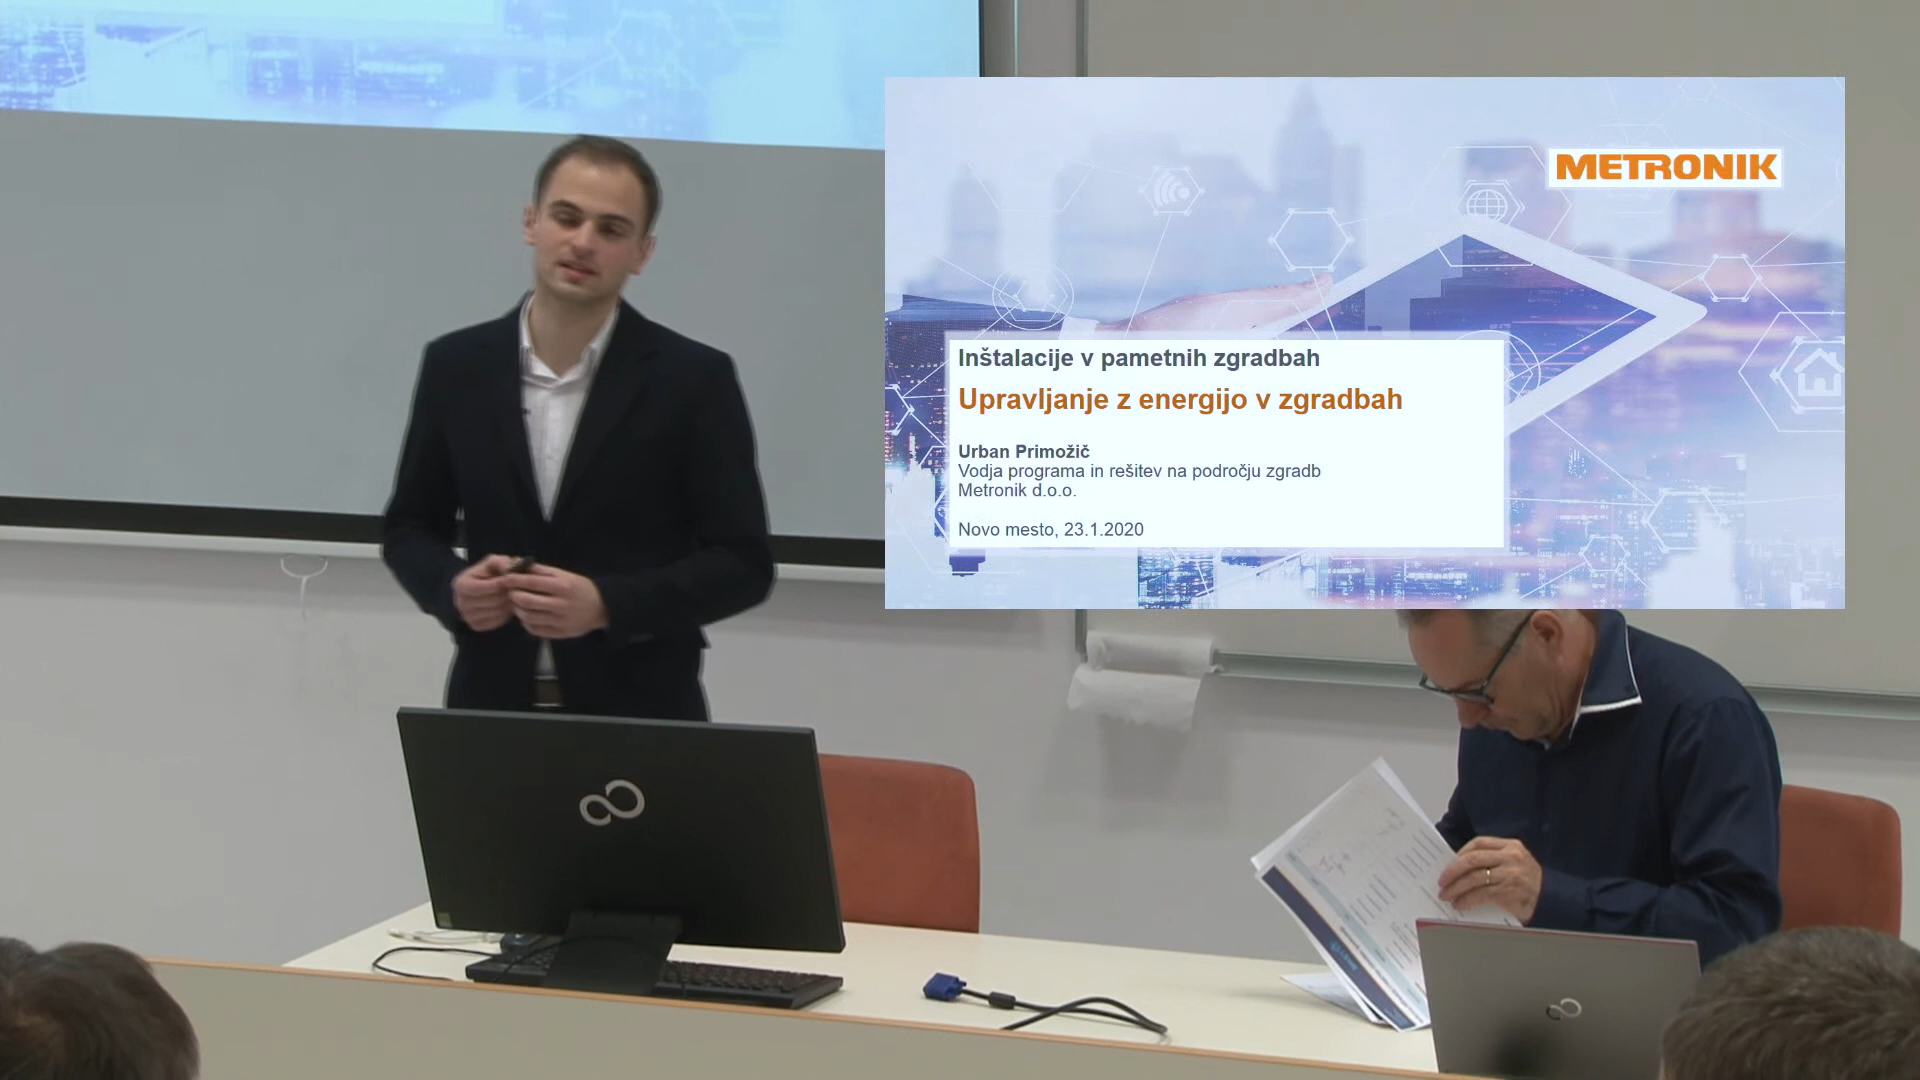 METRONIK
Inštalacije v pametnih zgradbah
Upravljanje z energijo v zgradbah
Urban Primožič
Vodja programa in rešitev na področju zgradb
Metronik d.o.o.
Novo mesto, 23.1.2020